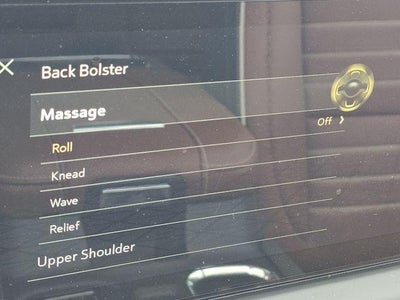 Back Bolster
Massage
Off
Roll
Knead
Wave
Relief
Upper Shoulder